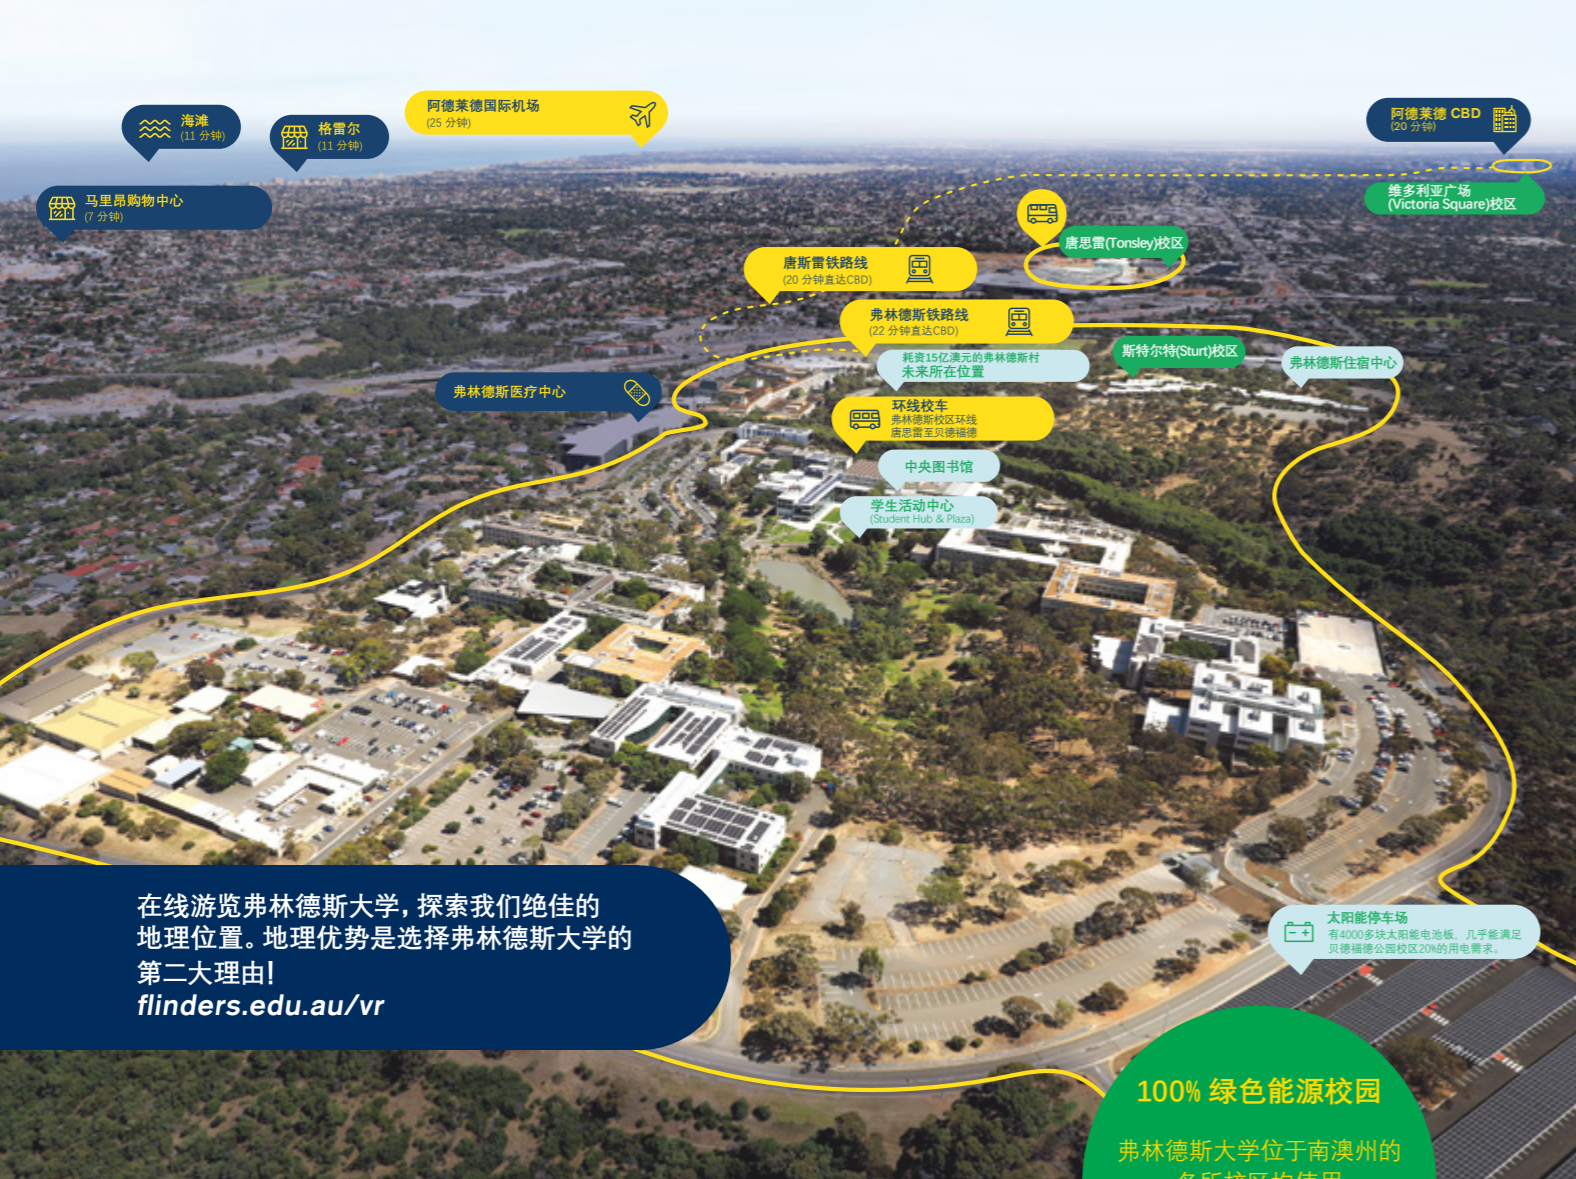 海滩
(11 分钟)
格雷尔
(11 分钟)
阿德莱德国际机场
(25 分钟)
阿德莱德 CBD
(20 分钟)
马里昂购物中心
(7 分钟)
维多利亚广场
(Victoria Square)校区
唐思雷(Tonsley)校区
唐斯雷铁路线
(20 分钟直达CBD)
弗林德斯铁路线
(22 分钟直达CBD)
耗资15亿澳元的弗林德斯村
未来所在位置
斯特尔特(Sturt)校区
弗林德斯住宿中心
弗林德斯医疗中心
环线校车
弗林德斯校区环线
唐思雷至贝德福德
中央图书馆
学生活动中心
(Student Hub & Plaza)
在线游览弗林德斯大学，探索我们绝佳的
地理位置。地理优势是选择弗林德斯大学的
第二大理由！
flinders.edu.au/vr
太阳能停车场
有4000多块太阳能电池板，几乎能满足
贝德福德公园校区20%的用电需求。
100% 绿色能源校园
弗林德斯大学位于南澳州的
各所校区均使用